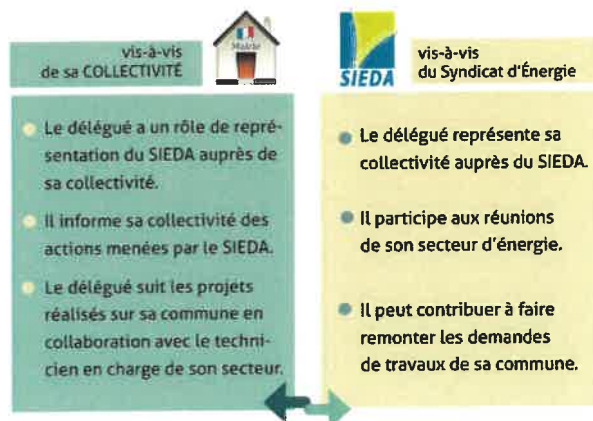 vis-à-vis
de sa COLLECTIVITÉ
Mairie
Le délégué a un rôle de repré-
sentation du SIEDA auprès de
sa collectivité.
Il informe sa collectivité des
actions menées par le SIEDA.
Le délégué suit les projets
réalisés sur sa commune en
collaboration avec le techni-
cien en charge de son secteur.
SIEDA
vis-à-vis
du Syndicat d'Énergie
Le délégué représente sa
collectivité auprès du SIEDA.
Il participe aux réunions
de son secteur d'énergie.
Il peut contribuer à faire
remonter les demandes
de travaux de sa commune.